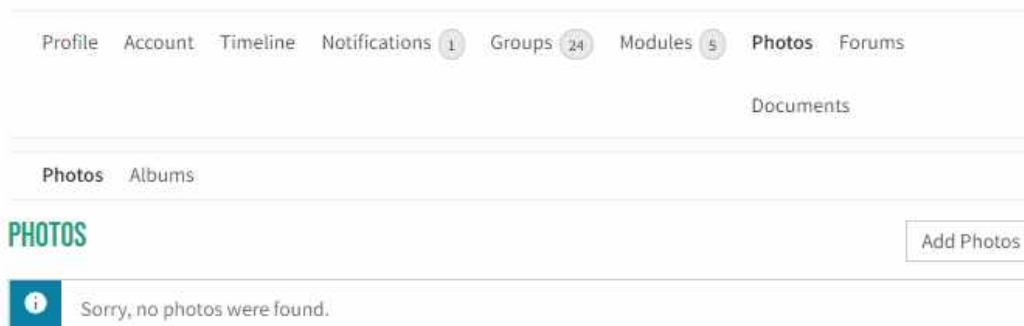 Profile Account Timeline Notifications 1 Groups 24 Modules 5 Photos Forums
Documents
Photos Albums
PHOTOS
Add Photos
Sorry, no photos were found.